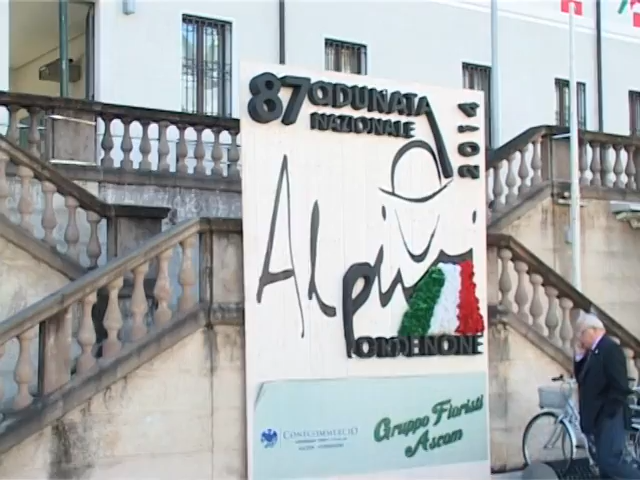 87 ADUNATA
NAZIONALE
2014
Alpini
PORDENONE
CONFCOMMERCIO
Gruppo Fioristi
Ascom